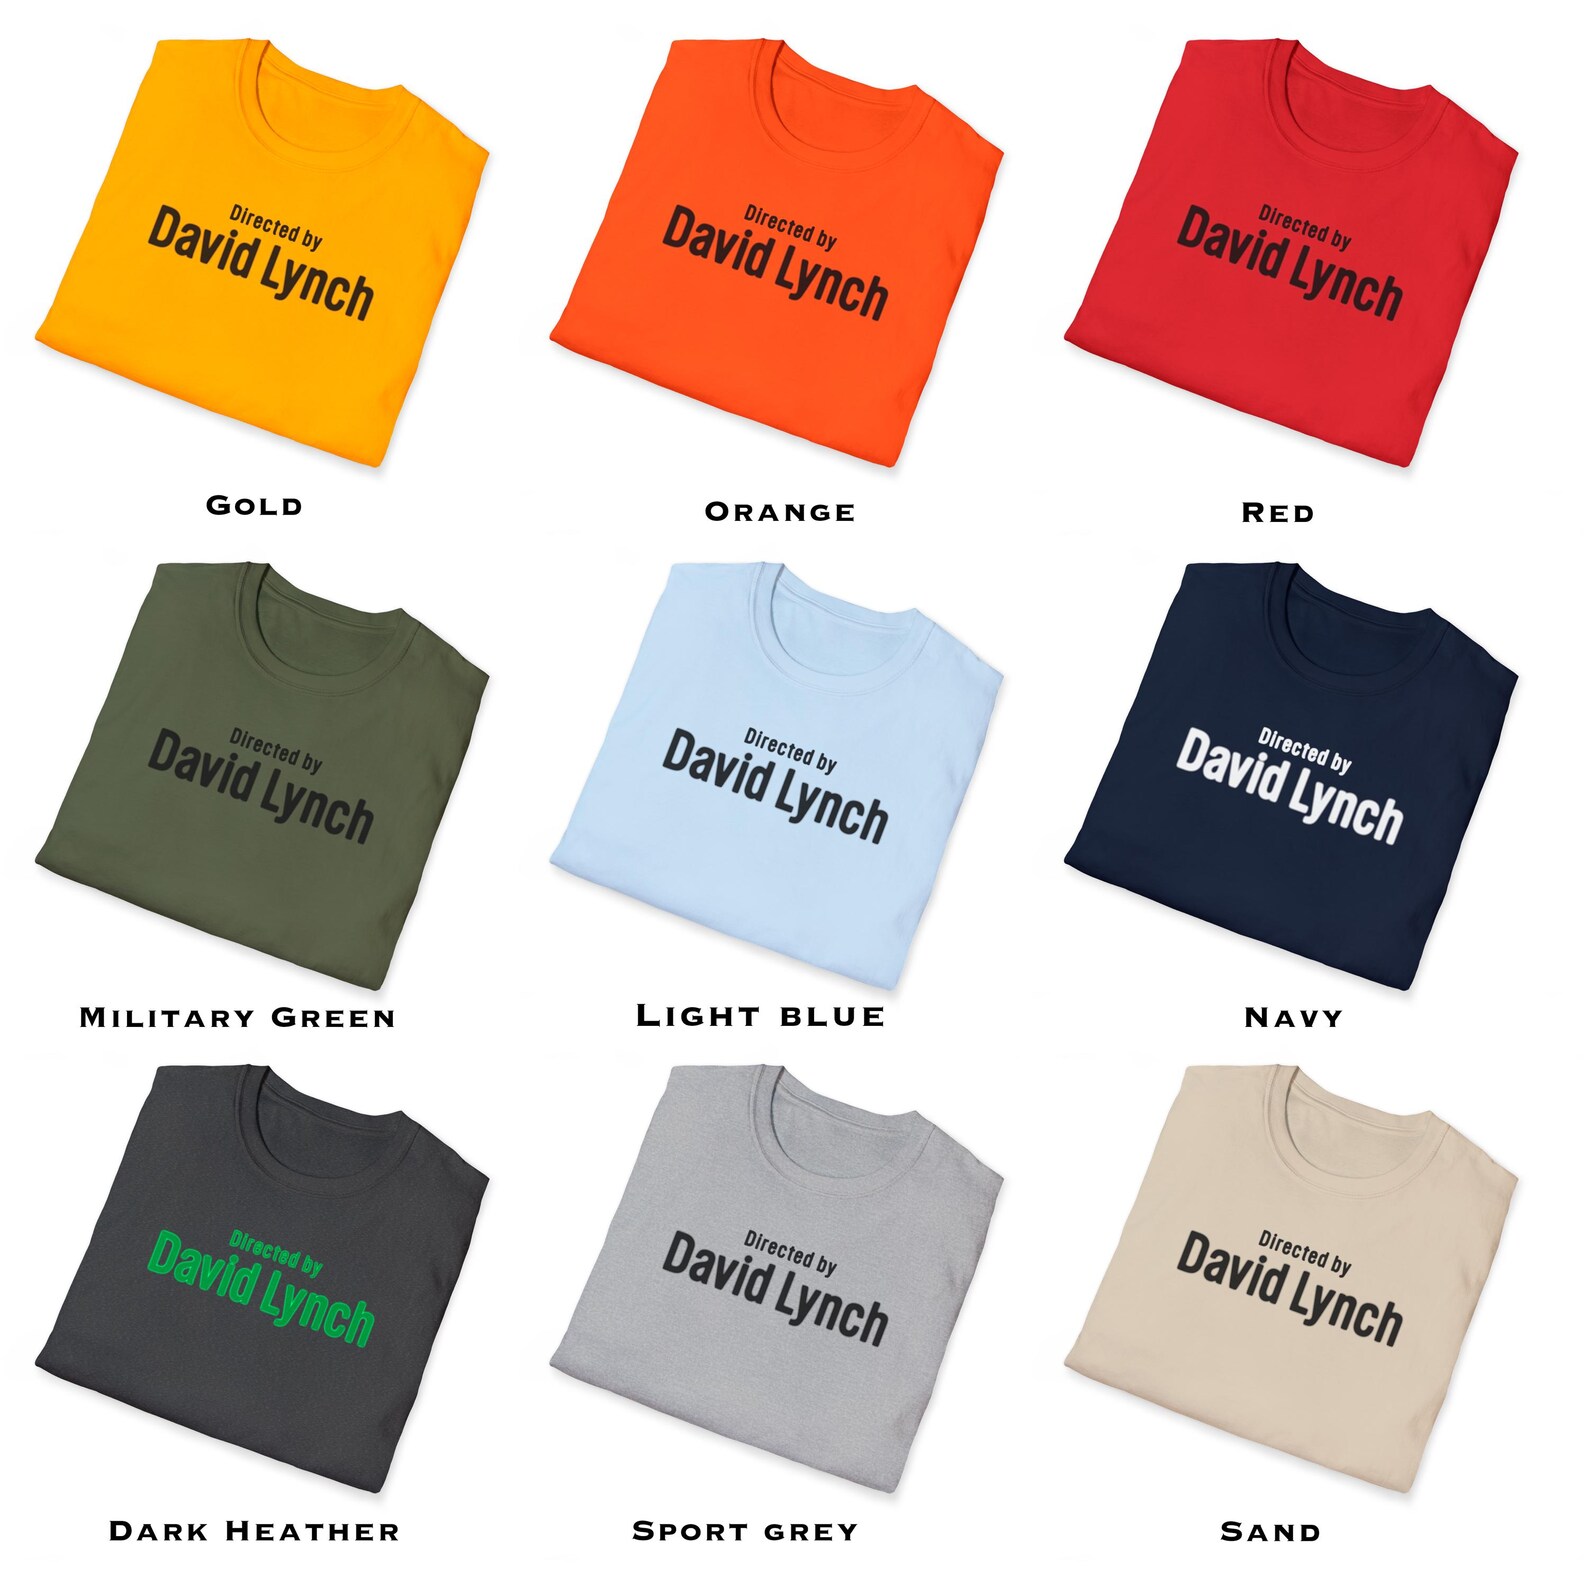 Directed by
David Lynch
Directed by
David Lynch
Directed by
David Lynch
Gold
Orange
Red
Directed by
David Lynch
Directed by
David Lynch
Directed by
David Lynch
Military Green
Light blue
Navy
Directed by
David Lynch
Directed by
David Lynch
Directed by
David Lynch
Dark Heather
Sport grey
Sand